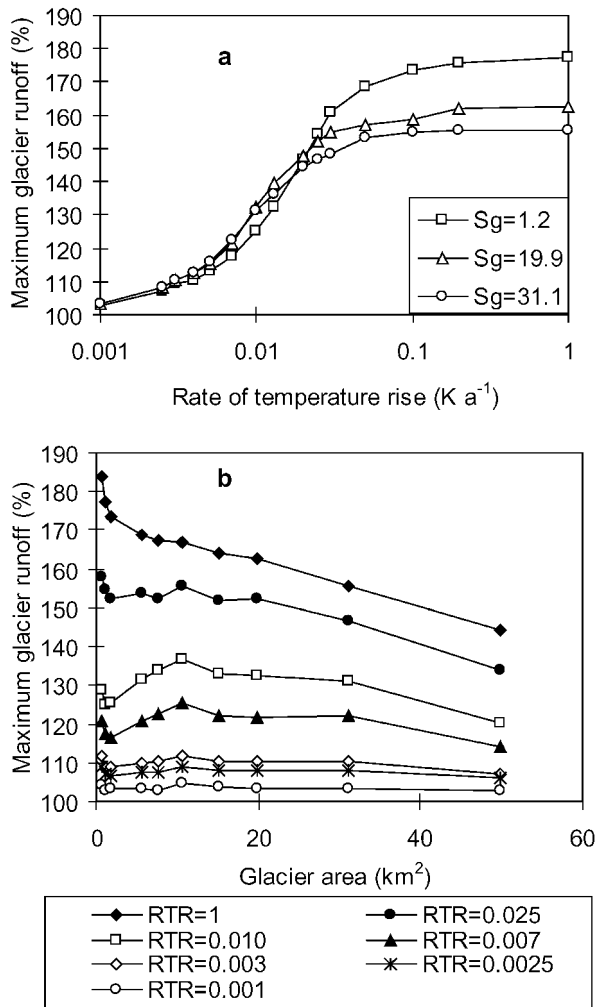 190
180
170
160
150
140
130
120
110
100
Maximum glacier runoff (%)
a
Sg=1.2
Sg=19.9
Sg=31.1
0.001 0.01 0.1 1
Rate of temperature rise (K a⁻¹)
190
180
170
160
150
140
130
120
110
100
Maximum glacier runoff (%)
b
0 20 40 60
Glacier area (km²)
RTR=1 RTR=0.025
RTR=0.010 RTR=0.007
RTR=0.003 RTR=0.0025
RTR=0.001